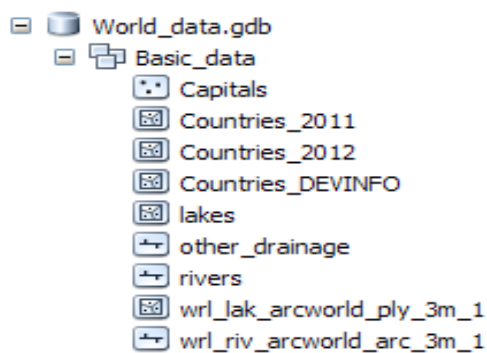 World_data.gdb
Basic_data
Capitals
Countries_2011
Countries_2012
Countries_DEVINFO
lakes
other_drainage
rivers
wrl_lak_arcworld_ply_3m_1
wrl_riv_arcworld_arc_3m_1